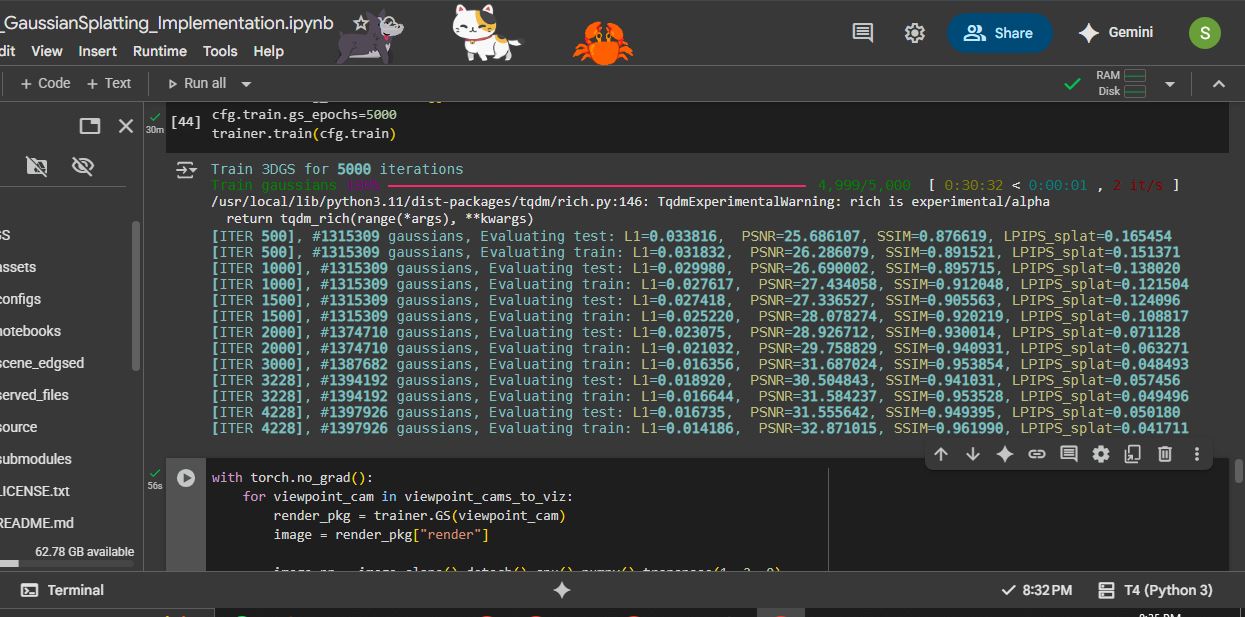 _GaussianSplatting_Implementation.ipynb
dit View Insert Runtime Tools Help
Share
Gemini
S
+ Code + Text
Run all
RAM
Disk
30m
[44]
cfg.train.gs_epochs=5000
trainer.train(cfg.train)
Train 3DGS for 5000 iterations
Train gaussians 100% 4,999/5,000 [ 0:30:32 < 0:00:01 , 2 it/s ]
/usr/local/lib/python3.11/dist-packages/tqdm/rich.py:146: TqdmExperimentalWarning: rich is experimental/alpha
return tqdm_rich(range(*args), **kwargs)
[ITER 500], #1315309 gaussians, Evaluating test: L1=0.033816, PSNR=25.686107, SSIM=0.876619, LPIPS_splat=0.165454
[ITER 500], #1315309 gaussians, Evaluating train: L1=0.031832, PSNR=26.286079, SSIM=0.891521, LPIPS_splat=0.151371
[ITER 1000], #1315309 gaussians, Evaluating test: L1=0.029980, PSNR=26.690002, SSIM=0.895715, LPIPS_splat=0.138020
[ITER 1000], #1315309 gaussians, Evaluating train: L1=0.027617, PSNR=27.434058, SSIM=0.912048, LPIPS_splat=0.121504
[ITER 1500], #1315309 gaussians, Evaluating test: L1=0.027418, PSNR=27.336527, SSIM=0.905563, LPIPS_splat=0.124096
[ITER 1500], #1315309 gaussians, Evaluating train: L1=0.025220, PSNR=28.078274, SSIM=0.920219, LPIPS_splat=0.108817
[ITER 2000], #1374710 gaussians, Evaluating test: L1=0.023075, PSNR=28.926712, SSIM=0.930014, LPIPS_splat=0.071128
[ITER 2000], #1374710 gaussians, Evaluating train: L1=0.021032, PSNR=29.758829, SSIM=0.940931, LPIPS_splat=0.063271
[ITER 3000], #1387682 gaussians, Evaluating train: L1=0.016356, PSNR=31.687024, SSIM=0.953854, LPIPS_splat=0.048493
[ITER 3228], #1394192 gaussians, Evaluating test: L1=0.018920, PSNR=30.504843, SSIM=0.941031, LPIPS_splat=0.057456
[ITER 3228], #1394192 gaussians, Evaluating train: L1=0.016644, PSNR=31.584237, SSIM=0.953528, LPIPS_splat=0.049496
[ITER 4228], #1397926 gaussians, Evaluating test: L1=0.016735, PSNR=31.555642, SSIM=0.949395, LPIPS_splat=0.050180
[ITER 4228], #1397926 gaussians, Evaluating train: L1=0.014186, PSNR=32.871015, SSIM=0.961990, LPIPS_splat=0.041711
S
assets
configs
notebooks
scene_edgsed
served_files
source
submodules
LICENSE.txt
README.md
62.78 GB available
56s
with torch.no_grad():
for viewpoint_cam in viewpoint_cams_to_viz:
render_pkg = trainer.GS(viewpoint_cam)
image = render_pkg["render"]
Terminal
8:32 PM
T4 (Python 3)